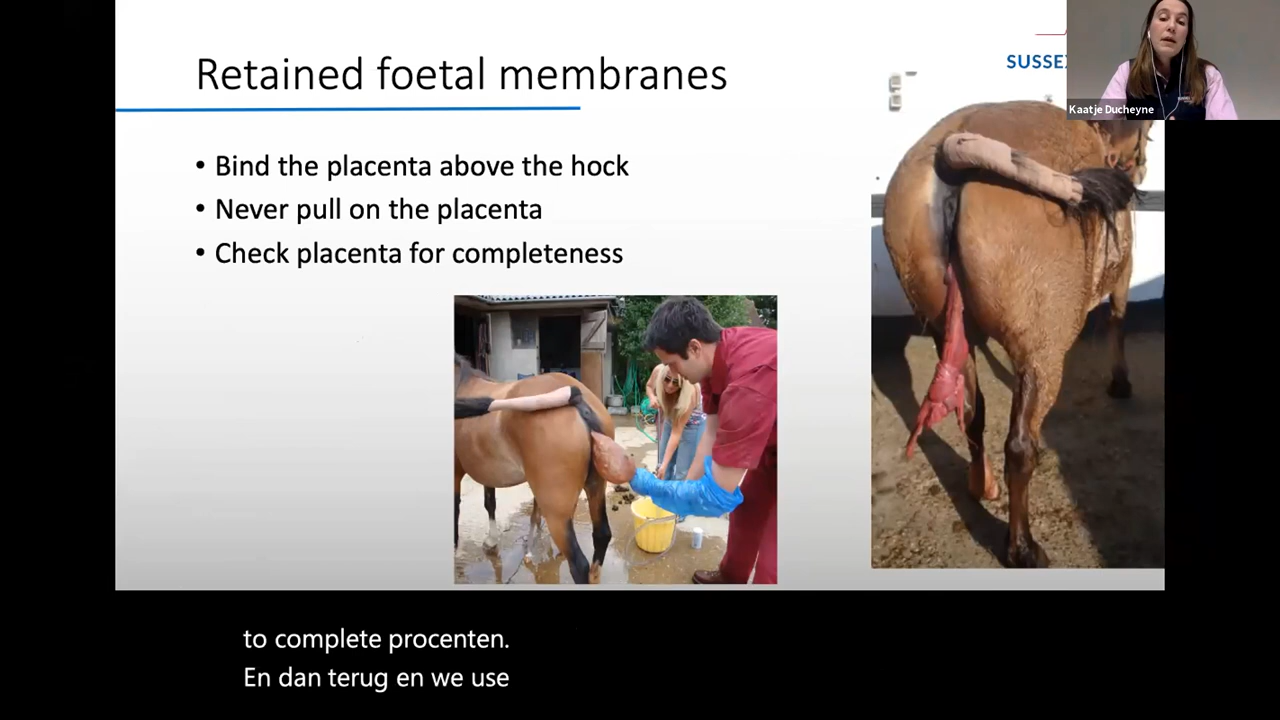 Retained foetal membranes
SUSSE
Kaatje Ducheyne
• Bind the placenta above the hock
• Never pull on the placenta
• Check placenta for completeness
to complete procenten.
En dan terug en we use